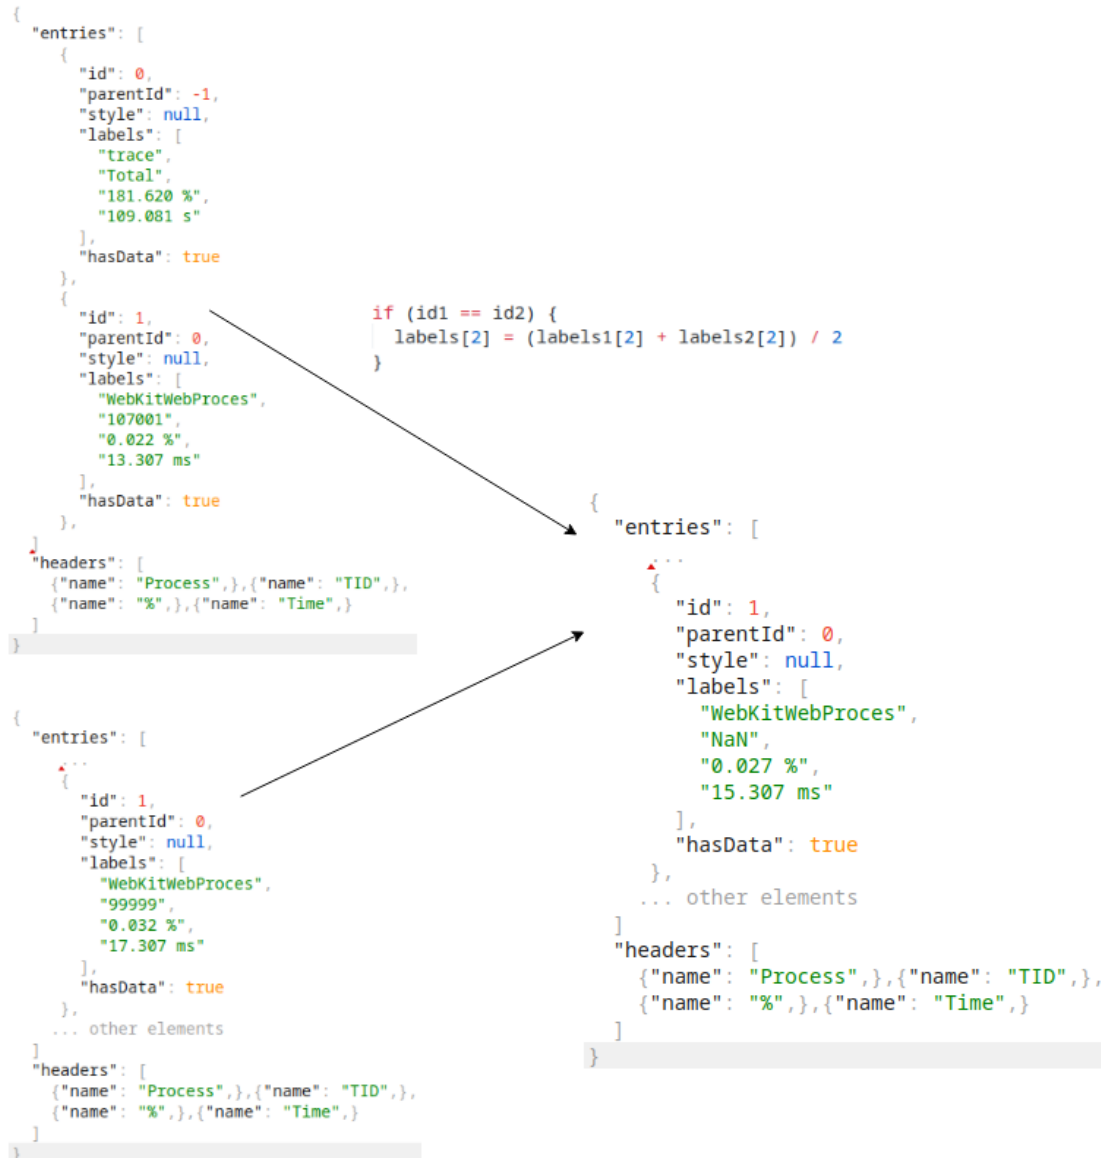 {
"entries": [
{
"id": 0,
"parentId": -1,
"style": null,
"labels": [
"trace",
"Total",
"181.620 %",
"109.081 s"
],
"hasData": true
},
{
"id": 1,
"parentId": 0,
"style": null,
"labels": [
"WebKitWebProces",
"107001",
"0.022 %",
"13.307 ms"
],
"hasData": true
},
]
"headers": [
{"name": "Process",},{"name": "TID",},
{"name": "%",},{"name": "Time",}
]
}
if (id1 == id2) {
labels[2] = (labels1[2] + labels2[2]) / 2
}
{
"entries": [
...
{
"id": 1,
"parentId": 0,
"style": null,
"labels": [
"WebKitWebProces",
"99999",
"0.032 %",
"17.307 ms"
],
"hasData": true
},
... other elements
]
"headers": [
{"name": "Process",},{"name": "TID",},
{"name": "%",},{"name": "Time",}
]
}
{
"entries": [
...
{
"id": 1,
"parentId": 0,
"style": null,
"labels": [
"WebKitWebProces",
"NaN",
"0.027 %",
"15.307 ms"
],
"hasData": true
},
... other elements
]
"headers": [
{"name": "Process",},{"name": "TID",},
{"name": "%",},{"name": "Time",}
]
}